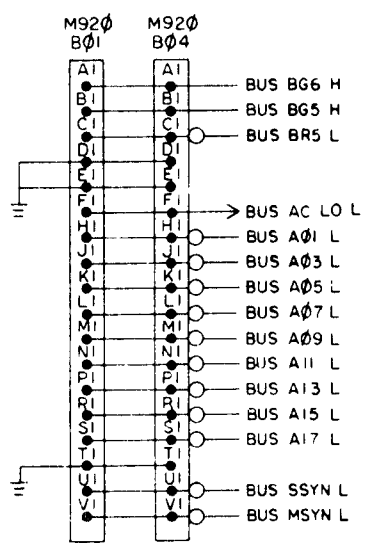 M92Ø M92Ø
BØ1 BØ4
A1 A1
BUS BG6 H
B1 B1
BUS BG5 H
C1 C1
BUS BR5 L
D1 D1
E1 E1
F1 F1
BUS AC LO L
H1 H1
BUS AØ1 L
J1 J1
BUS AØ3 L
K1 K1
BUS AØ5 L
L1 L1
BUS AØ7 L
M1 M1
BUS AØ9 L
N1 N1
BUS A11 L
P1 P1
BUS A13 L
R1 R1
BUS A15 L
S1 S1
BUS A17 L
T1 T1
U1 U1
BUS SSYN L
V1 V1
BUS MSYN L